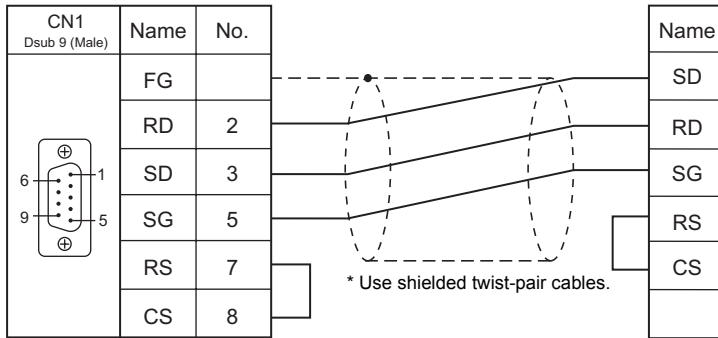 CN1
Dsub 9 (Male)
Name No.
FG
RD 2
SD 3
SG 5
RS 7
CS 8
6 1
9 5
* Use shielded twist-pair cables.
Name
SD
RD
SG
RS
CS